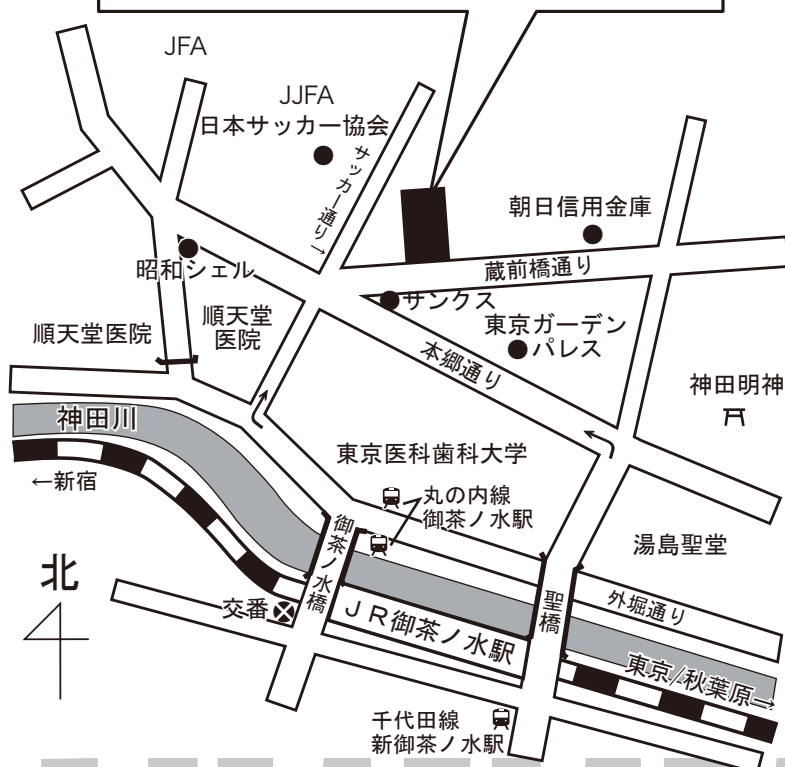 JFA
JJFA
日本サッカー協会
サッカー通り→
朝日信用金庫
昭和シェル
蔵前橋通り
サンクス
順天堂医院
順天堂
医院
東京ガーデン
パレス
本郷通り
神田明神
神田川
東京医科歯科大学
←新宿
丸の内線
御茶ノ水駅
御茶ノ水橋
湯島聖堂
北
交番
JR御茶ノ水駅
聖橋
外堀通り
東京/秋葉原→
千代田線
新御茶ノ水駅